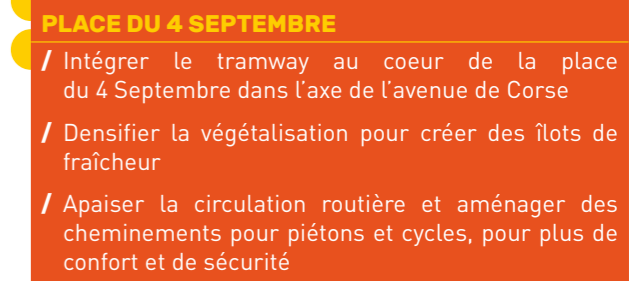 PLACE DU 4 SEPTEMBRE
/ Intégrer le tramway au coeur de la place
du 4 Septembre dans l'axe de l'avenue de Corse
/ Densifier la végétalisation pour créer des îlots de
fraîcheur
/ Apaiser la circulation routière et aménager des
cheminements pour piétons et cycles, pour plus de
confort et de sécurité